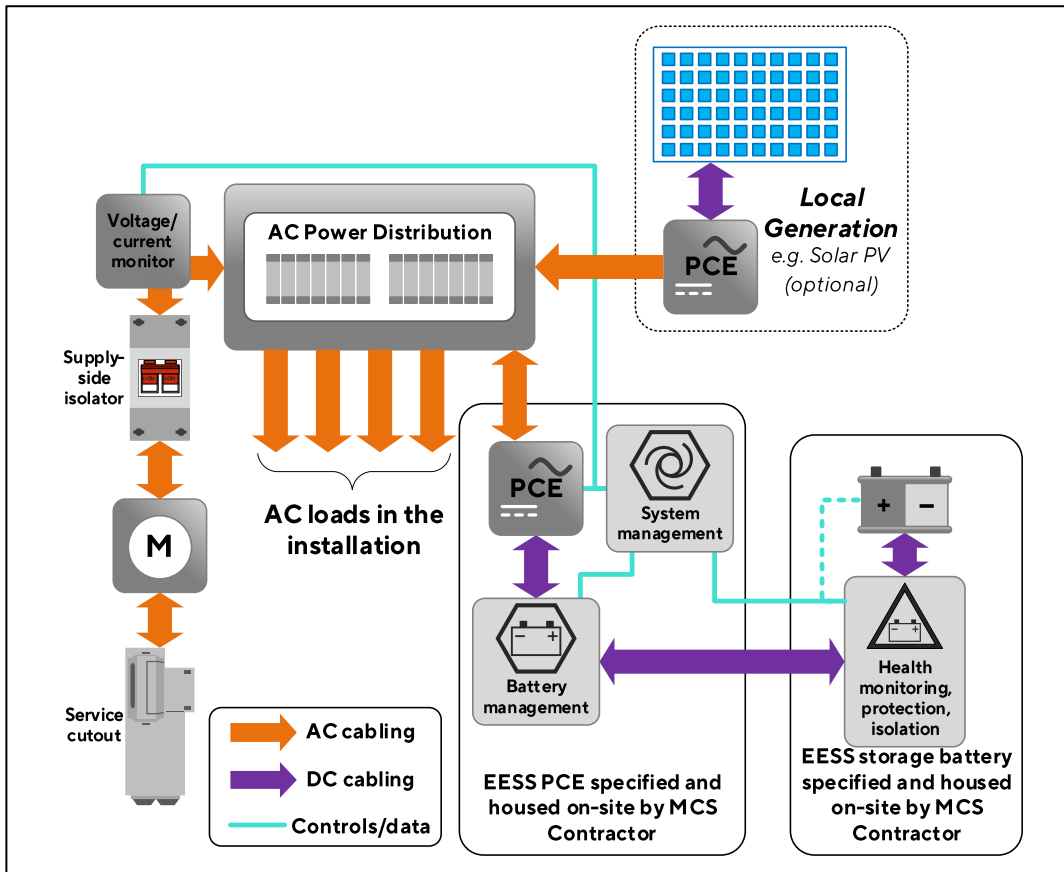 Voltage/
current
monitor
AC Power Distribution
PCE
Local
Generation
e.g. Solar PV
(optional)
Supply-
side
isolator
AC loads in the
installation
M
Service
cutout
PCE
System
management
Battery
management
EESS PCE specified and
housed on-site by MCS
Contractor
+ −
Health
monitoring,
protection,
isolation
EESS storage battery
specified and housed
on-site by MCS
Contractor
AC cabling
DC cabling
Controls/data